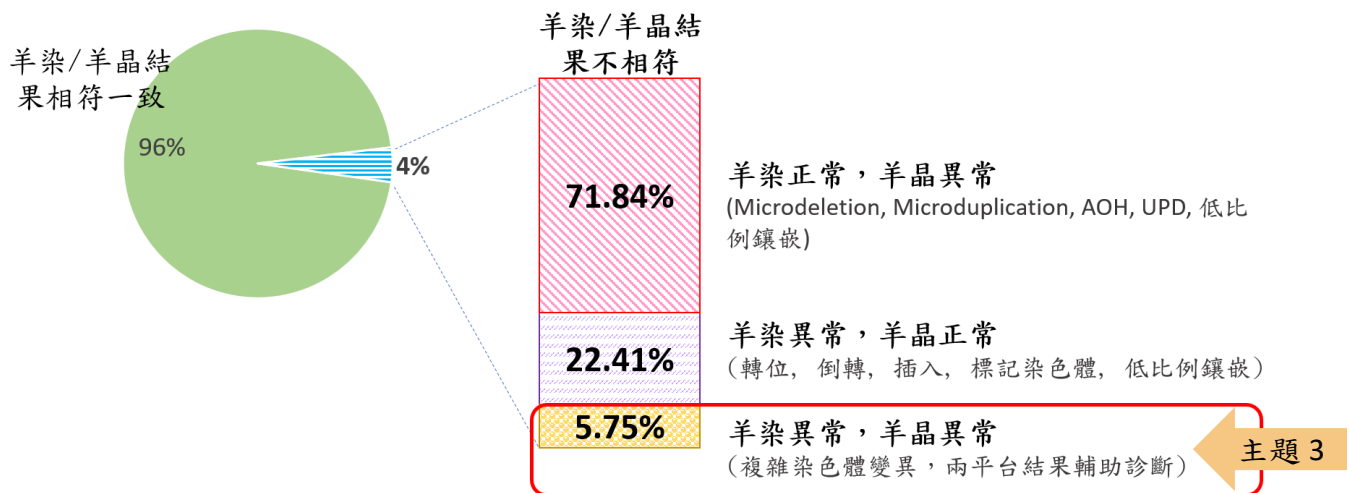 羊染/羊晶結
果相符一致
96%
4%
羊染/羊晶結
果不相符
71.84%
羊染正常，羊晶異常
(Microdeletion, Microduplication, AOH, UPD, 低比
例鑲嵌)
22.41%
羊染異常，羊晶正常
(轉位, 倒轉, 插入, 標記染色體, 低比例鑲嵌)
5.75%
羊染異常，羊晶異常
(複雜染色體變異，兩平台結果輔助診斷)
主題 3